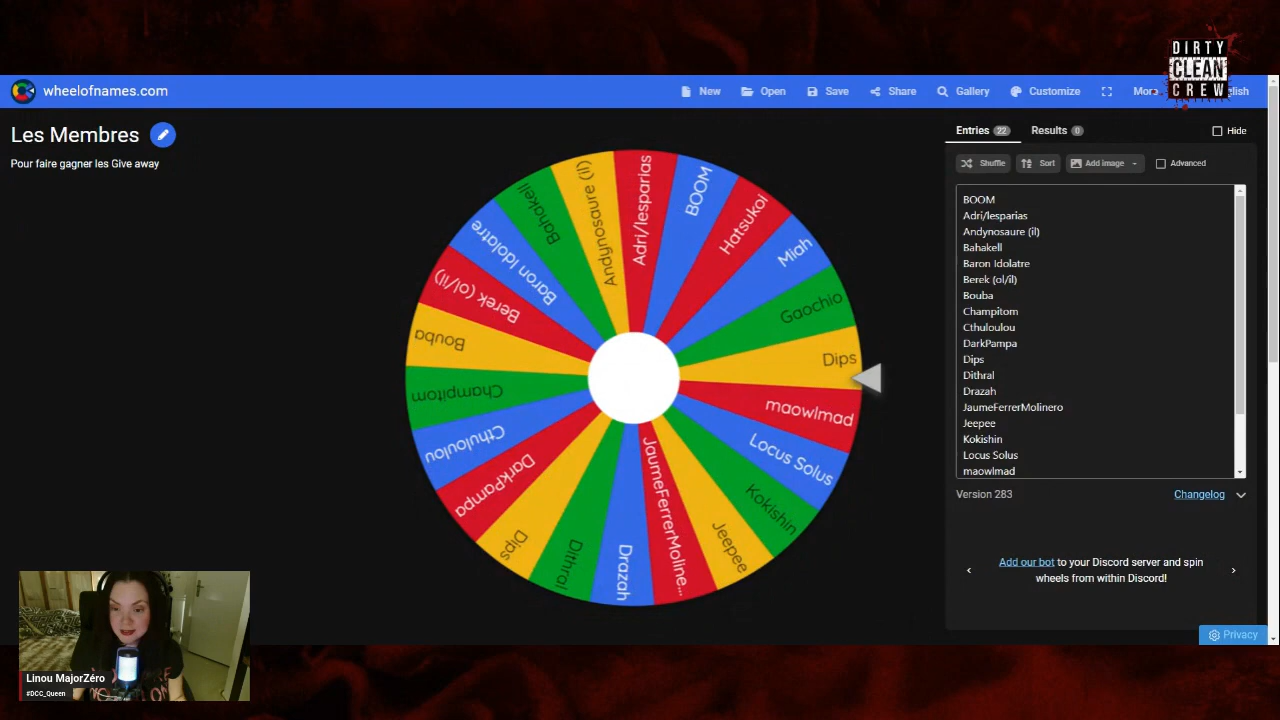 DIRTY
CLEAN
CREW
wheelofnames.com
New
Open
Save
Share
Gallery
Customize
More
glish
Les Membres
Pour faire gagner les Give away
Entries 22
Results 0
Hide
Shuffle
Sort
Add image
Advanced
BOOM
Adri/lesparias
Andynosaure (il)
Bahakell
Baron Idolatre
Berek (ol/il)
Bouba
Champitom
Cthouloulou
DarkPampa
Dips
Dithral
Drazah
JaumeFerrerMolinero
Jeepee
Kokishin
Locus Solus
maowlmad
Version 283
Changelog
Add our bot to your Discord server and spin
wheels from within Discord!
Privacy
Adri/lesparias
BOOM
Hatsukoi
Miah
Gaochio
Dips
maowlmad
Locus Solus
Kokishin
Jeepee
JaumeFerrerMoline...
Drazah
Dithral
Dips
DarkPampa
Cthouloulou
Champitom
Bouba
Berek (ol/il)
Baron Idolatre
Bahakell
Andynosaure (il)
Linou MajorZéro
#DCC_Queen